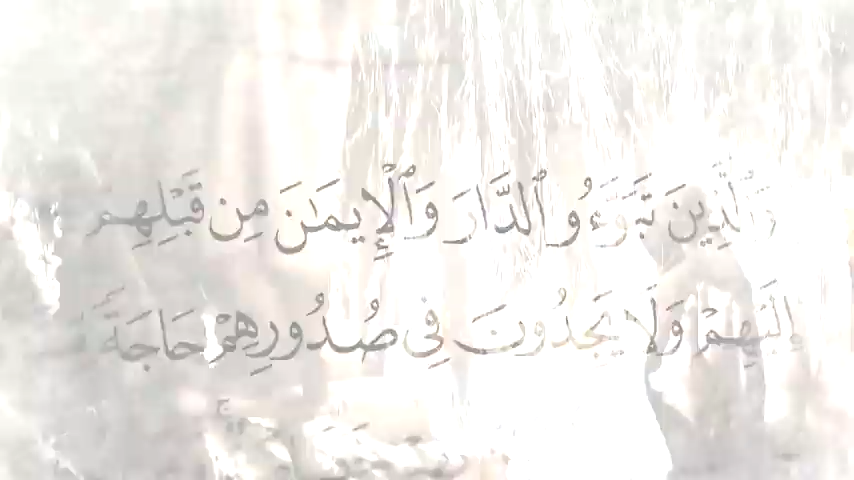 وَٱلَّذِينَ تَبَوَّءُو ٱلدَّارَ وَٱلْإِيمَٰنَ مِن قَبْلِهِمْ
إِلَيْهِمْ وَلَا يَجِدُونَ فِى صُدُورِهِمْ حَاجَةً